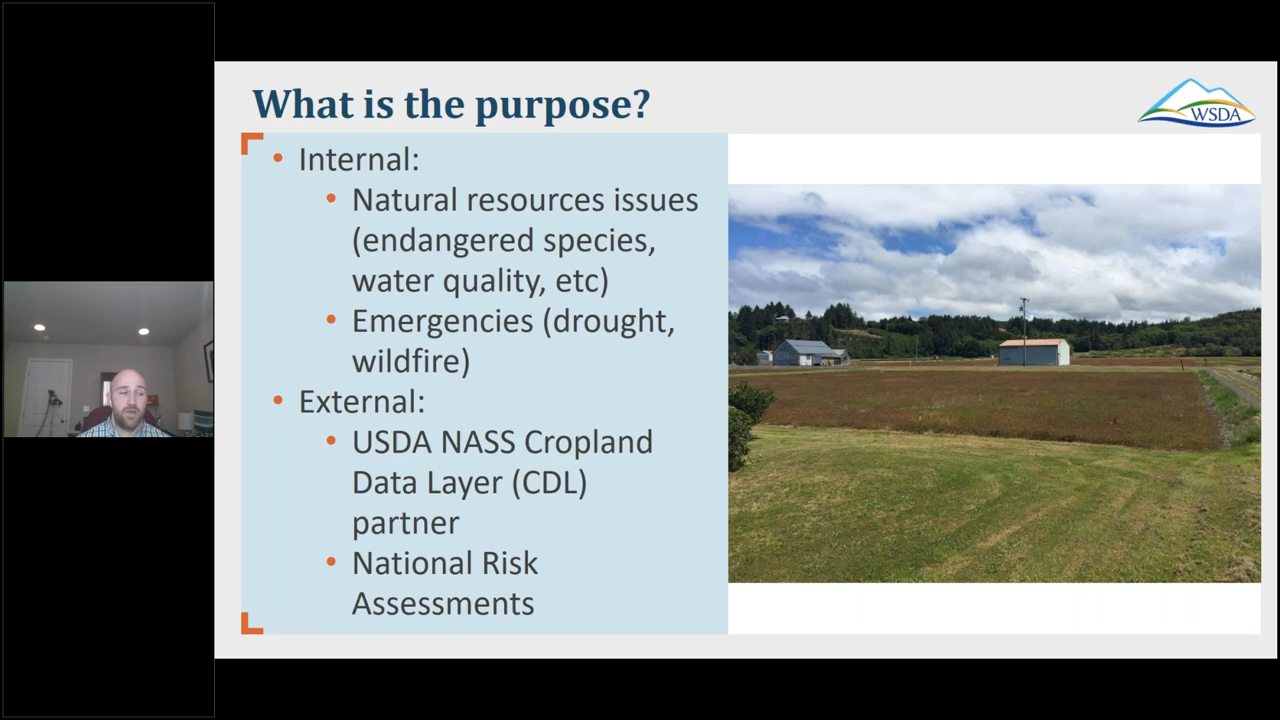 What is the purpose?
WSDA
• Internal:
• Natural resources issues
(endangered species,
water quality, etc)
• Emergencies (drought,
wildfire)
• External:
• USDA NASS Cropland
Data Layer (CDL)
partner
• National Risk
Assessments